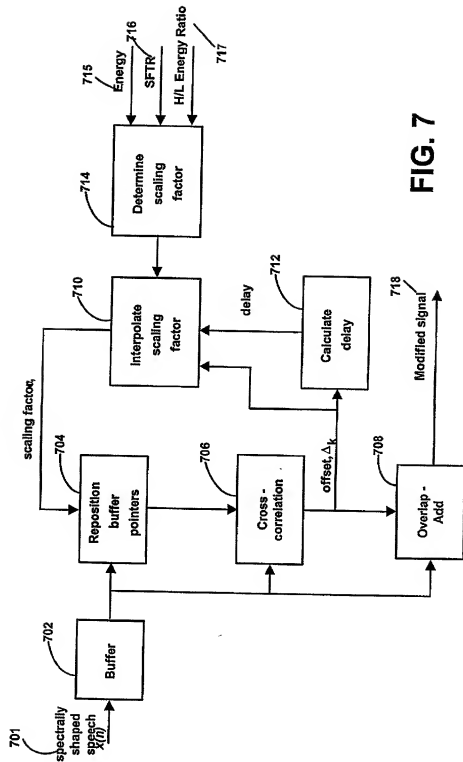 701
spectrally
shaped
speech
x(n)
702
Buffer
scaling factor,
704
Reposition
buffer
pointers
706
Cross -
correlation
offset, Δk
708
Overlap -
Add
710
Interpolate
scaling
factor
delay
712
Calculate
delay
714
Determine
scaling
factor
715
Energy
716
SFTR
H/L Energy Ratio
717
718
Modified signal
FIG. 7